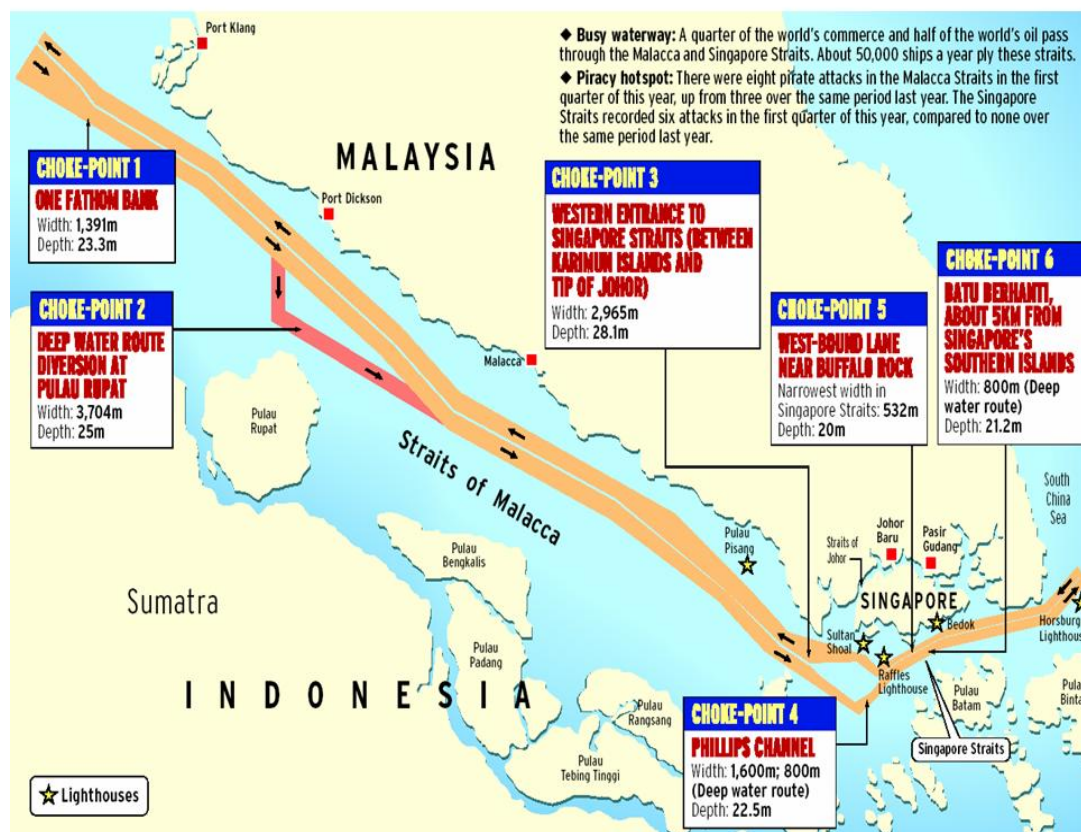 Port Klang
◆ Busy waterway: A quarter of the world's commerce and half of the world's oil pass
through the Malacca and Singapore Straits. About 50,000 ships a year ply these straits.
◆ Piracy hotspot: There were eight pirate attacks in the Malacca Straits in the first
quarter of this year, up from three over the same period last year. The Singapore
Straits recorded six attacks in the first quarter of this year, compared to none over
the same period last year.
MALAYSIA
CHOKE-POINT 1
ONE FATHOM BANK
Width: 1,391m
Depth: 23.3m
Port Dickson
CHOKE-POINT 3
WESTERN ENTRANCE TO
SINGAPORE STRAITS (BETWEEN
KARIMUN ISLANDS AND
TIP OF JOHOR)
Width: 2,965m
Depth: 28.1m
CHOKE-POINT 6
BATU BERHANTI,
ABOUT 5KM FROM
SINGAPORE'S
SOUTHERN ISLANDS
Width: 800m (Deep
water route)
Depth: 21.2m
CHOKE-POINT 2
DEEP WATER ROUTE
DIVERSION AT
PULAU RUPAT
Width: 3,704m
Depth: 25m
CHOKE-POINT 5
WEST-BOUND LANE
NEAR BUFFALO ROCK
Narrowest width in
Singapore Straits: 532m
Depth: 20m
Malacca
Pulau
Rupat
Straits of Malacca
South
China
Sea
Pulau
Pisang
Straits of
Johor
Johor
Baru
Pasir
Gudang
Pulau
Bengkalis
Sumatra
SINGAPORE
Bedok
Sultan
Shoal
Raffles
Lighthouse
Horsburg
Lighthous
Pulau
Padang
INDONESIA
Pulau
Rangsang
Pulau
Batam
Pula
Binta
CHOKE-POINT 4
PHILLIPS CHANNEL
Width: 1,600m; 800m
(Deep water route)
Depth: 22.5m
Singapore Straits
Pulau
Tebing Tinggi
Lighthouses